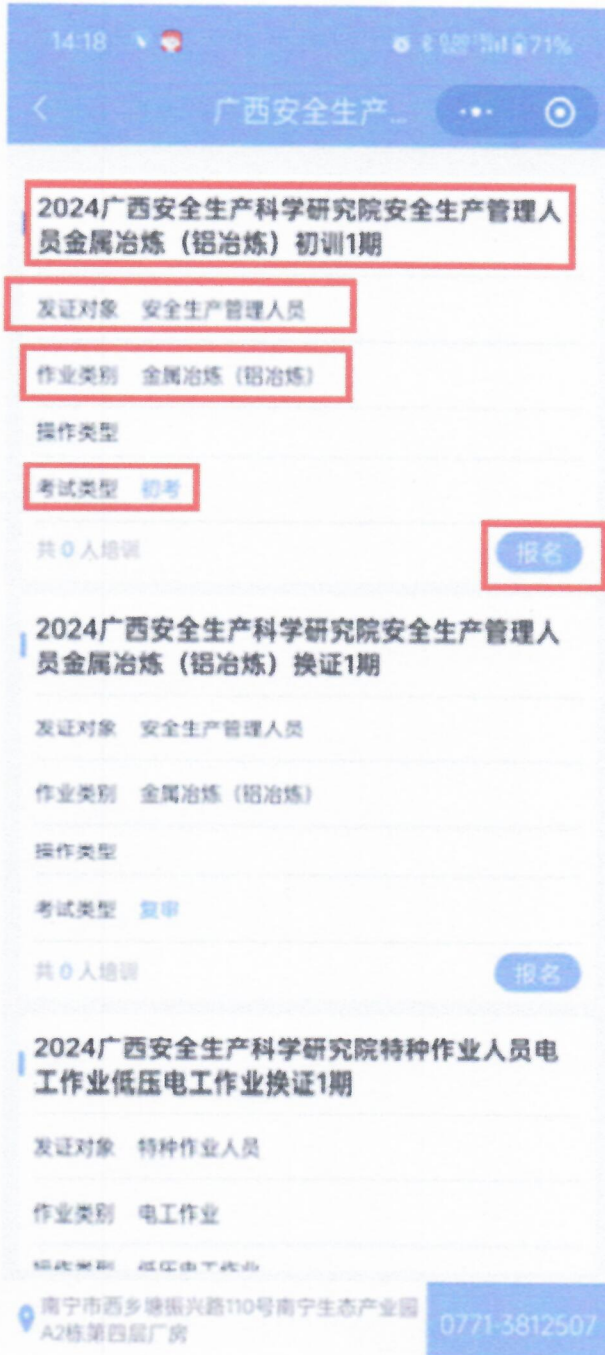 14:18
71%
广西安全生产...
2024广西安全生产科学研究院安全生产管理人
员金属冶炼（铝冶炼）初训1期
发证对象 安全生产管理人员
作业类别 金属冶炼（铝冶炼）
操作类型
考试类型 初考
共0人培训
报名
2024广西安全生产科学研究院安全生产管理人
员金属冶炼（铝冶炼）换证1期
发证对象 安全生产管理人员
作业类别 金属冶炼（铝冶炼）
操作类型
考试类型 复审
共0人培训
报名
2024广西安全生产科学研究院特种作业人员电
工作业低压电工作业换证1期
发证对象 特种作业人员
作业类别 电工作业
操作类型 低压电工作业
南宁市西乡塘振兴路110号南宁生态产业园
A2栋第四层厂房
0771-3812507